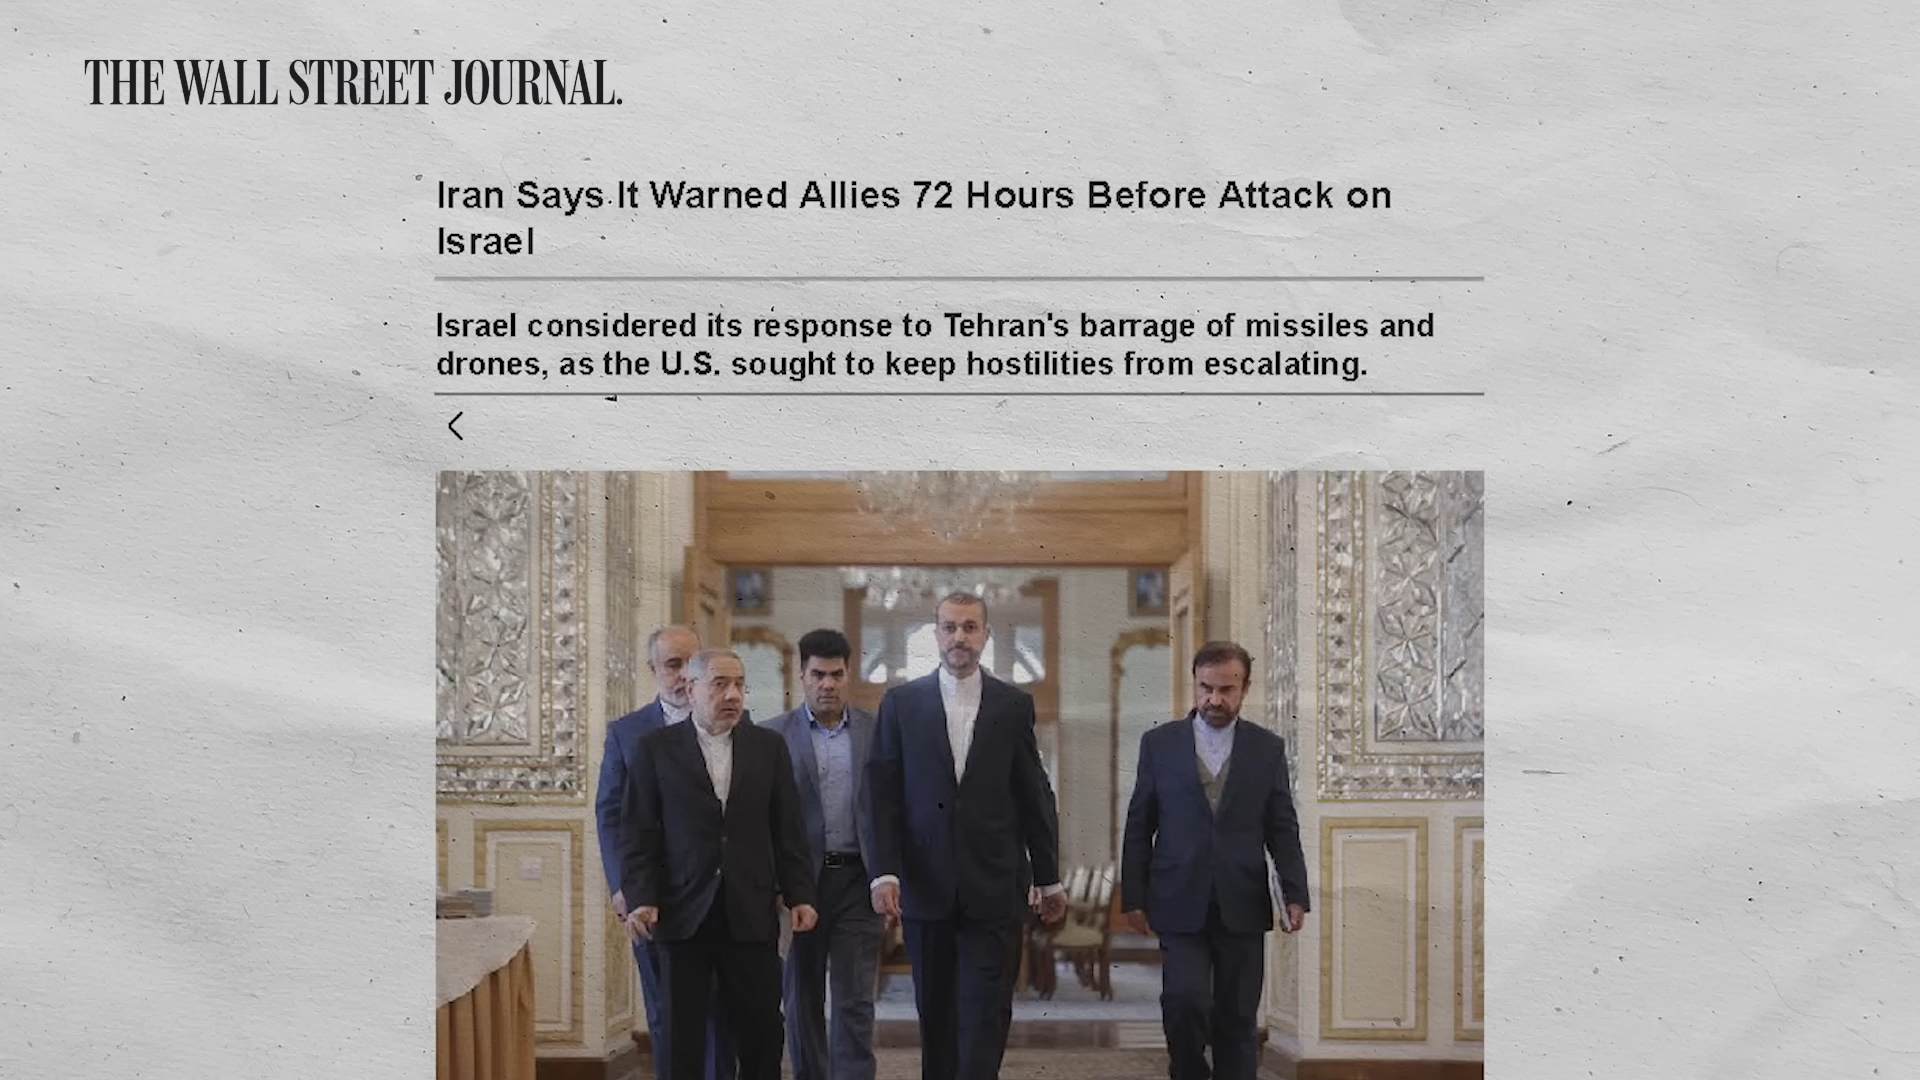 THE WALL STREET JOURNAL.
Iran Says It Warned Allies 72 Hours Before Attack on
Israel
Israel considered its response to Tehran's barrage of missiles and
drones, as the U.S. sought to keep hostilities from escalating.